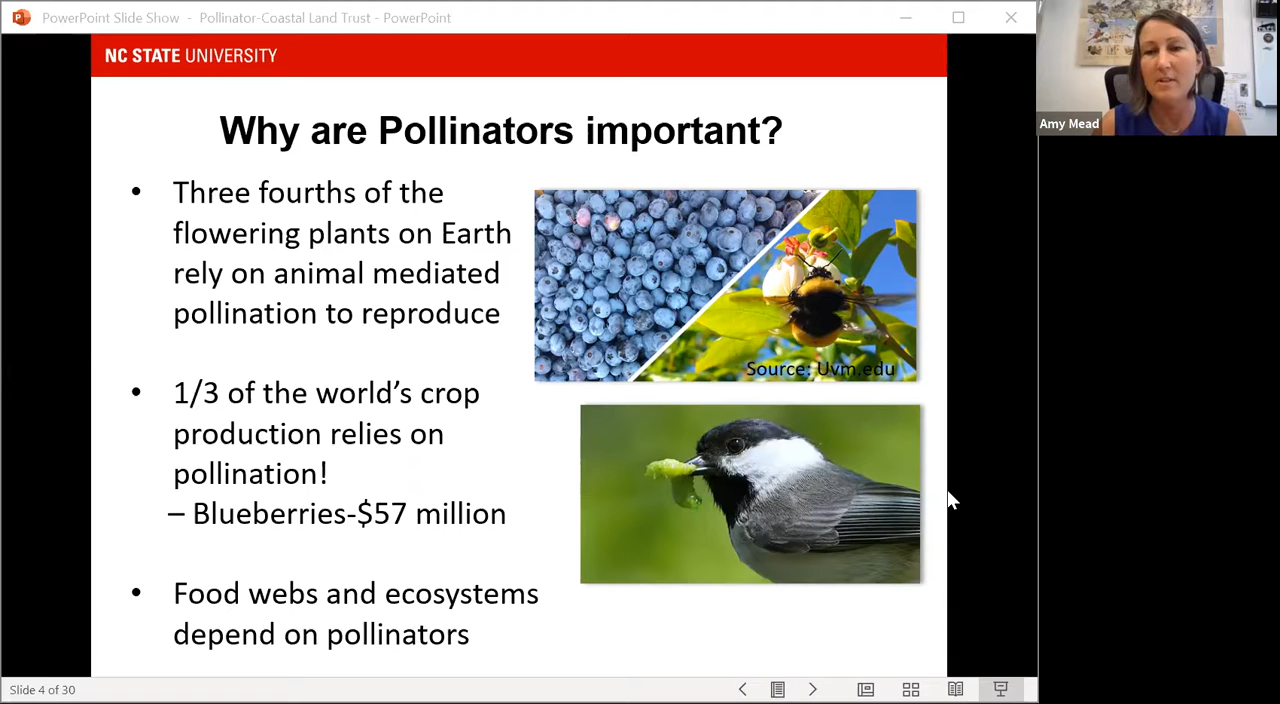 PowerPoint Slide Show - Pollinator-Coastal Land Trust - PowerPoint
NC STATE UNIVERSITY
Why are Pollinators important?
• Three fourths of the
flowering plants on Earth
rely on animal mediated
pollination to reproduce
• 1/3 of the world’s crop
production relies on
pollination!
– Blueberries-$57 million
• Food webs and ecosystems
depend on pollinators
Source: Uvm.edu
Slide 4 of 30
Amy Mead